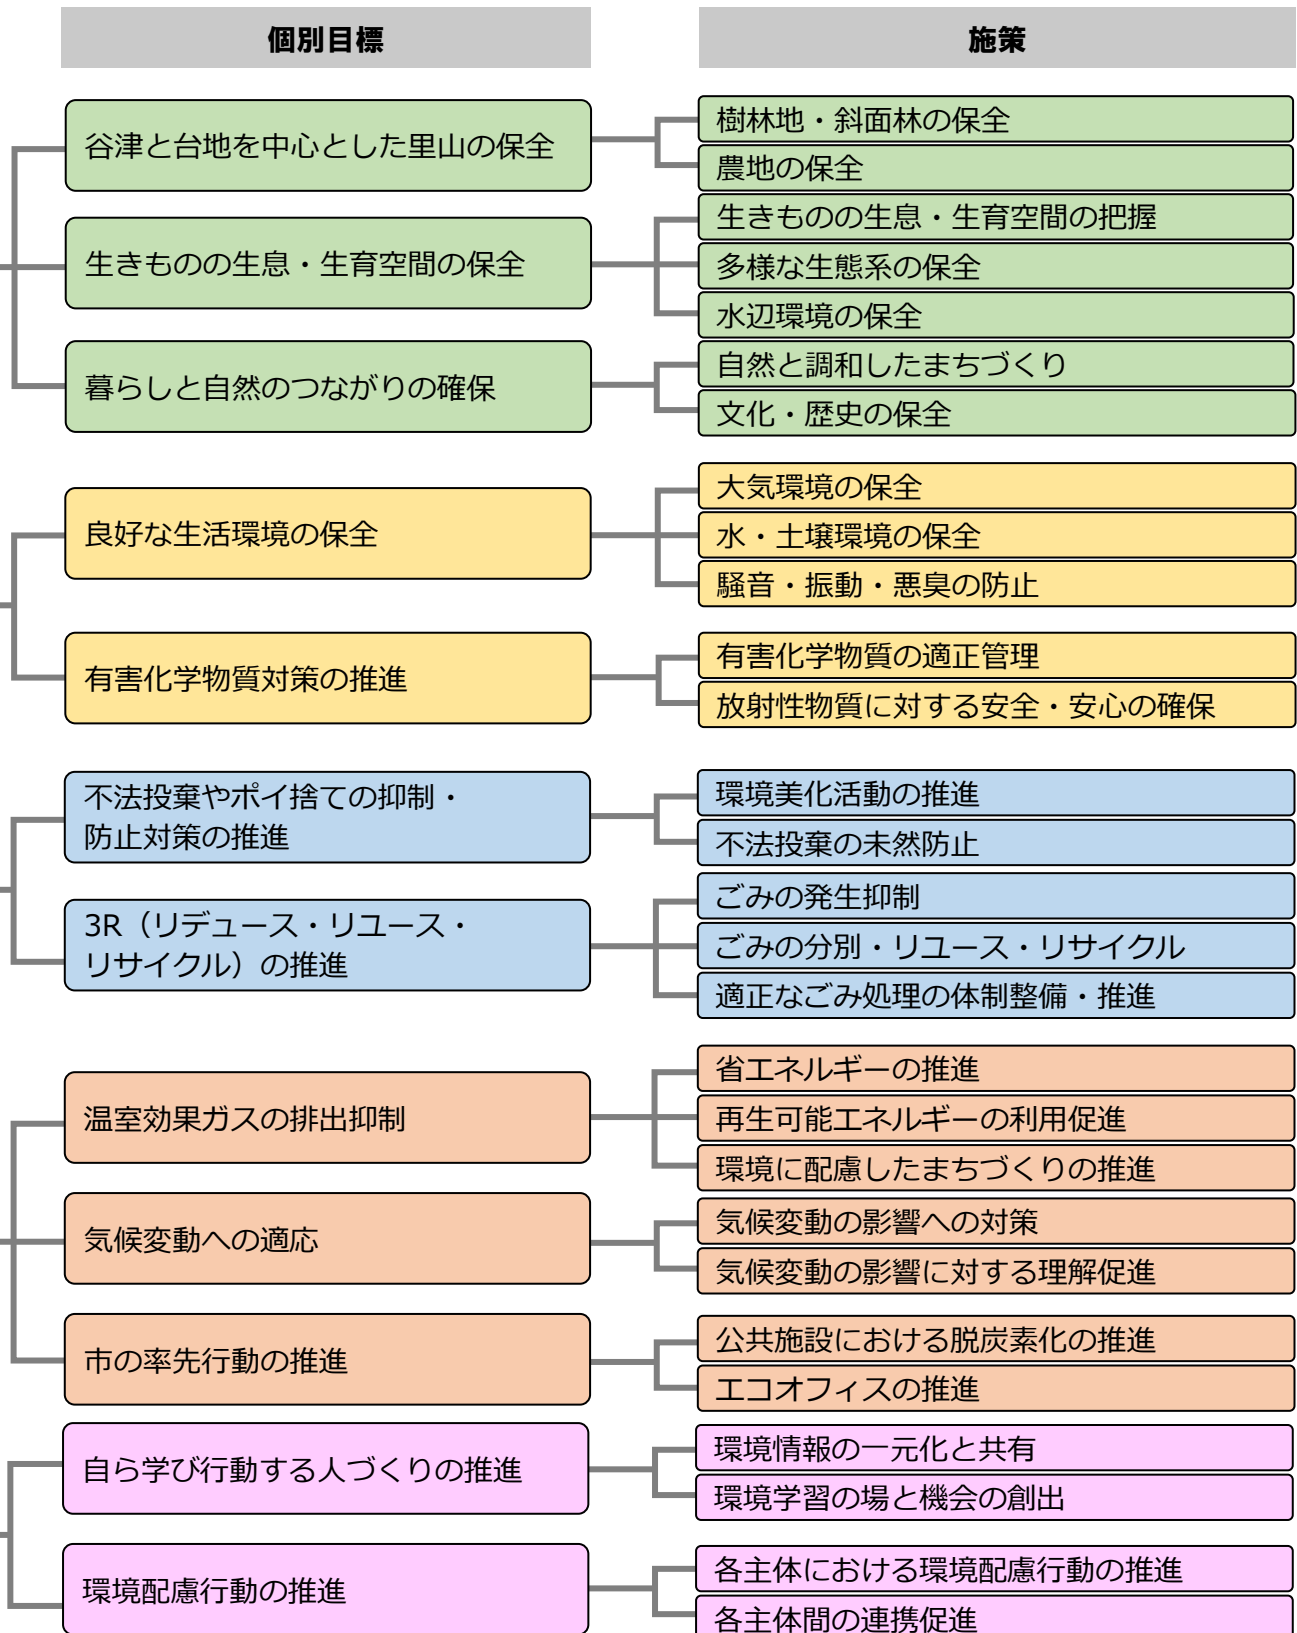 個別目標
施策
谷津と台地を中心とした里山の保全
樹林地・斜面林の保全
農地の保全
生きものの生息・生育空間の保全
生きものの生息・生育空間の把握
多様な生態系の保全
水辺環境の保全
暮らしと自然のつながりの確保
自然と調和したまちづくり
文化・歴史の保全
良好な生活環境の保全
大気環境の保全
水・土壌環境の保全
騒音・振動・悪臭の防止
有害化学物質対策の推進
有害化学物質の適正管理
放射性物質に対する安全・安心の確保
不法投棄やポイ捨ての抑制・
防止対策の推進
環境美化活動の推進
不法投棄の未然防止
3R（リデュース・リユース・
リサイクル）の推進
ごみの発生抑制
ごみの分別・リユース・リサイクル
適正なごみ処理の体制整備・推進
温室効果ガスの排出抑制
省エネルギーの推進
再生可能エネルギーの利用促進
環境に配慮したまちづくりの推進
気候変動への適応
気候変動の影響への対策
気候変動の影響に対する理解促進
市の率先行動の推進
公共施設における脱炭素化の推進
エコオフィスの推進
自ら学び行動する人づくりの推進
環境情報の一元化と共有
環境学習の場と機会の創出
環境配慮行動の推進
各主体における環境配慮行動の推進
各主体間の連携促進